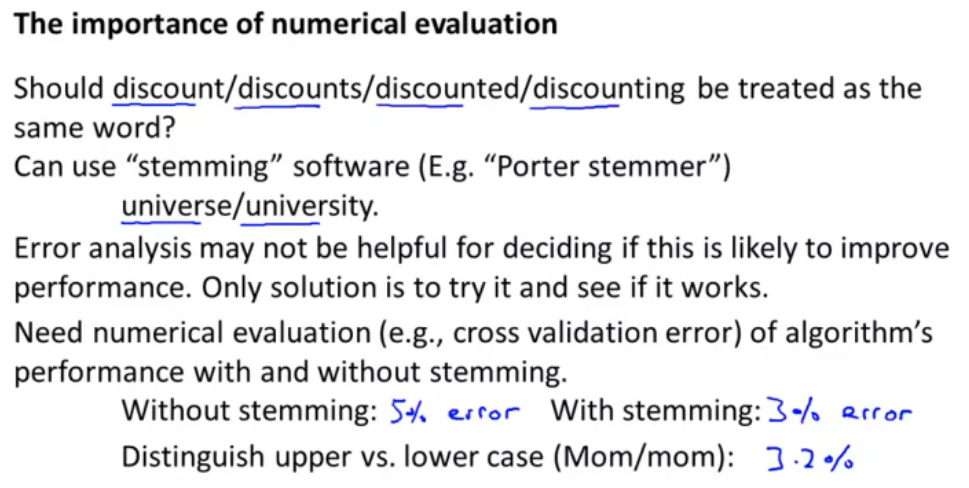 The importance of numerical evaluation
Should discount/discounts/discounted/discounting be treated as the
same word?
Can use “stemming” software (E.g. “Porter stemmer”)
universe/university.
Error analysis may not be helpful for deciding if this is likely to improve
performance. Only solution is to try it and see if it works.
Need numerical evaluation (e.g., cross validation error) of algorithm’s
performance with and without stemming.
Without stemming: 5% error With stemming: 3% error
Distinguish upper vs. lower case (Mom/mom): 3.2%